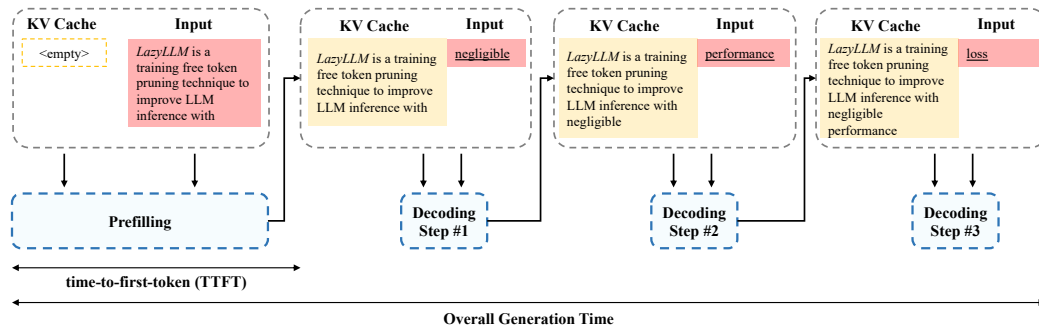 KV Cache
Input
<empty>
LazyLLM is a
training free token
pruning technique to
improve LLM
inference with
KV Cache
Input
LazyLLM is a training
free token pruning
technique to improve
LLM inference with
negligible
KV Cache
Input
LazyLLM is a training
free token pruning
technique to improve
LLM inference with
negligible
performance
KV Cache
Input
LazyLLM is a training
free token pruning
technique to improve
LLM inference with
negligible
performance
loss
Prefilling
Decoding
Step #1
Decoding
Step #2
Decoding
Step #3
time-to-first-token (TTFT)
Overall Generation Time